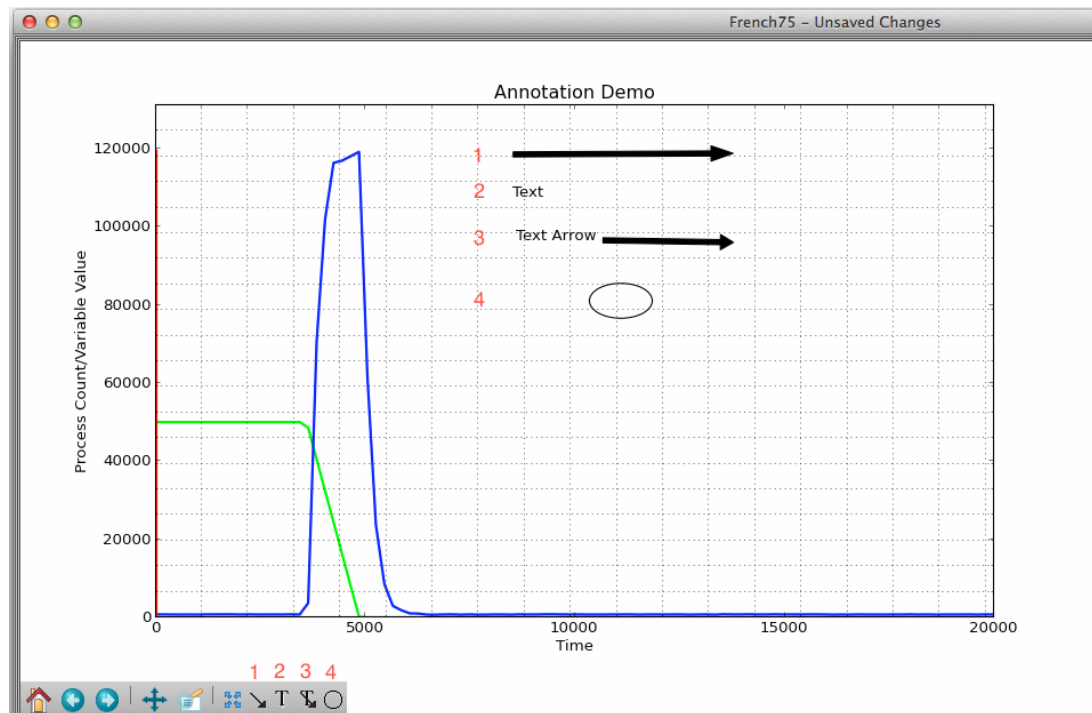 French75 – Unsaved Changes
Annotation Demo
120000
100000
80000
60000
40000
20000
0
Process Count/Variable Value
1
2 Text
3 Text Arrow
4
0 5000 10000 15000 20000
Time
1 2 3 4
T T